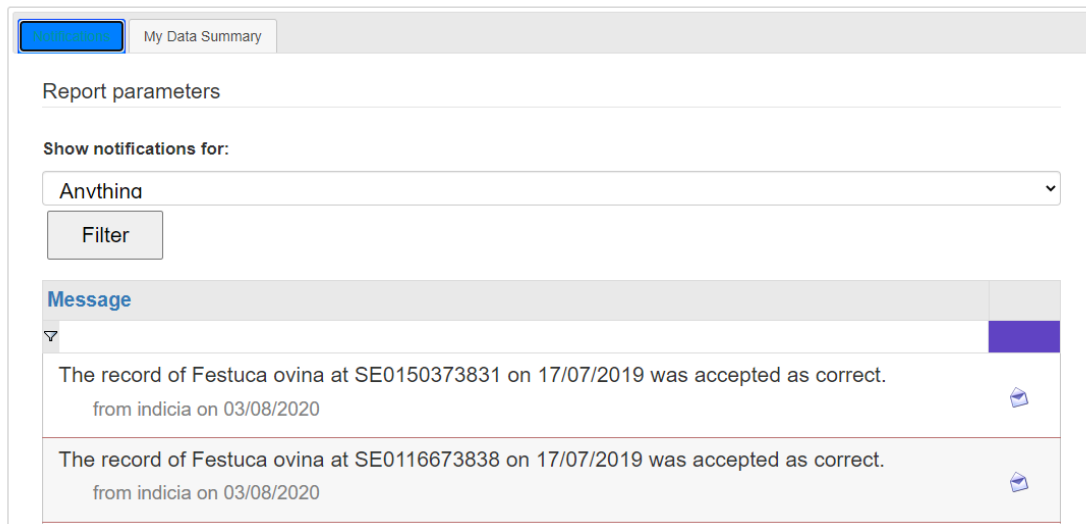 Notifications
My Data Summary
Report parameters
Show notifications for:
Anything
Filter
Message
The record of Festuca ovina at SE0150373831 on 17/07/2019 was accepted as correct.
from indicia on 03/08/2020
The record of Festuca ovina at SE0116673838 on 17/07/2019 was accepted as correct.
from indicia on 03/08/2020